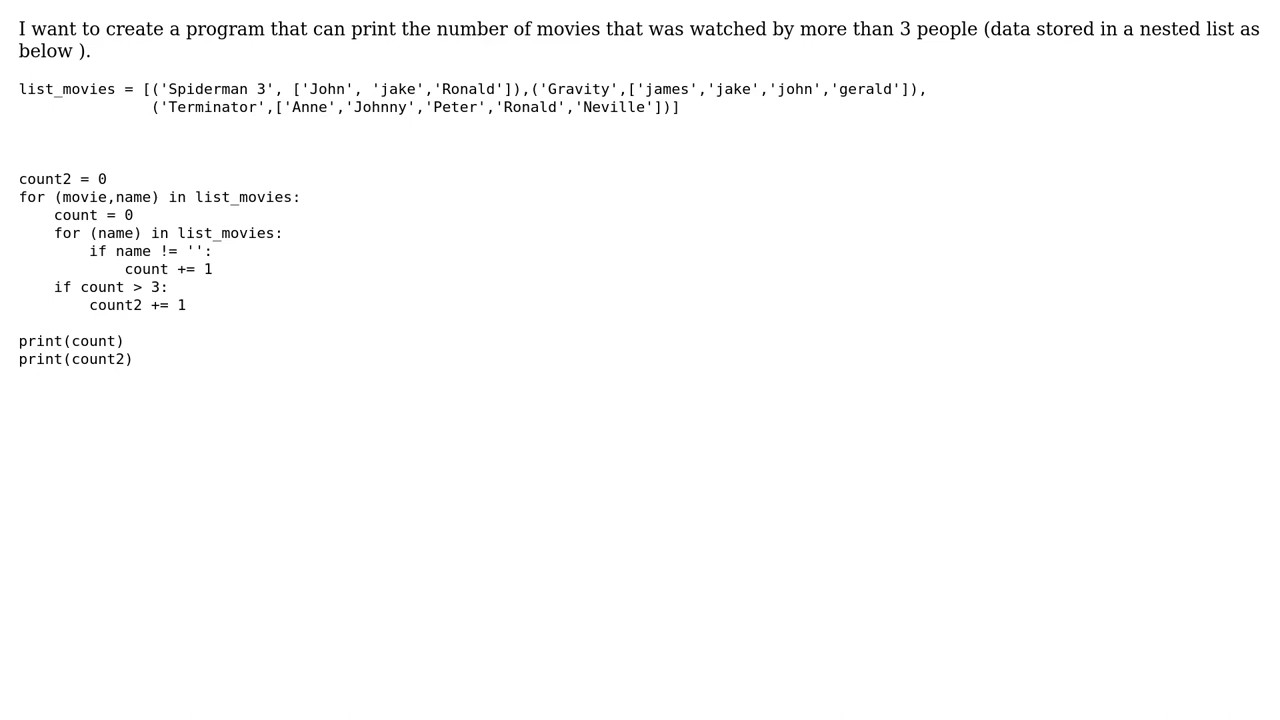 I want to create a program that can print the number of movies that was watched by more than 3 people (data stored in a nested list as
below ).
list_movies = [('Spiderman 3', ['John', 'jake','Ronald']),('Gravity',['james','jake','john','gerald']),
               ('Terminator',['Anne','Johnny','Peter','Ronald','Neville'])]
count2 = 0
for (movie,name) in list_movies:
    count = 0
    for (name) in list_movies:
        if name != '':
            count += 1
    if count > 3:
        count2 += 1
print(count)
print(count2)